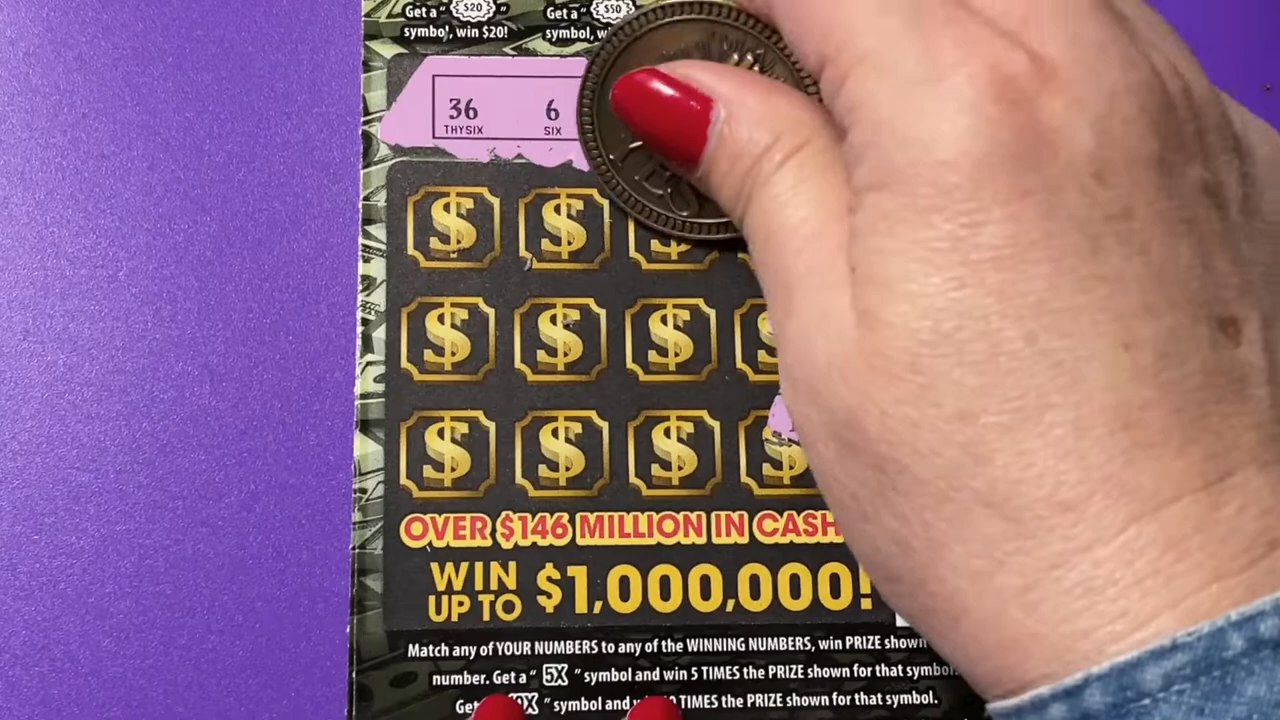 Get a " $20 " Get a " $50
symbol, win $20! symbol, w
36 6
THYSIX SIX
OVER $146 MILLION IN CASH
WIN
UP TO $1,000,000!
Match any of YOUR NUMBERS to any of the WINNING NUMBERS, win PRIZE shown
number. Get a " 5X " symbol and win 5 TIMES the PRIZE shown for that symbol.
Get " symbol and TIMES the PRIZE shown for that symbol.